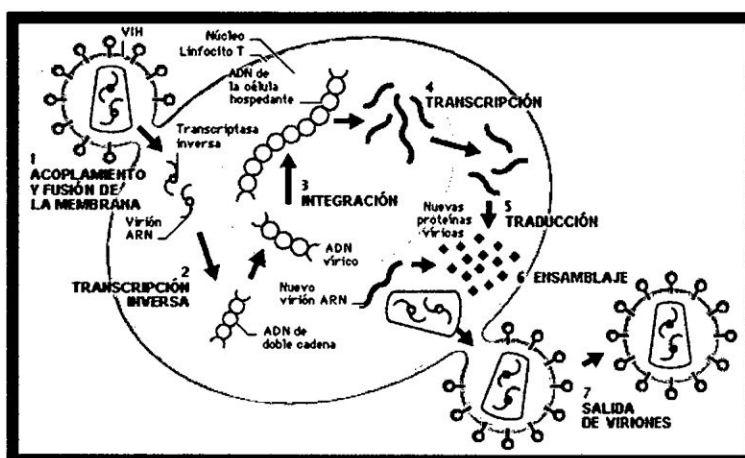 VIH
Núcleo
Linfocito T
ADN de
la célula
hospedante
4
TRANSCRIPCIÓN
Transcriptasa
inversa
1
ACOPLAMIENTO
Y FUSIÓN DE
LA MEMBRANA
Virión
ARN
3
INTEGRACIÓN
Nuevas
proteínas
víricas
5
TRADUCCIÓN
2
TRANSCRIPCIÓN
INVERSA
ADN
vírico
Nuevo
virión ARN
6 ENSAMBLAJE
ADN de
doble cadena
7
SALIDA
DE VIRIONES